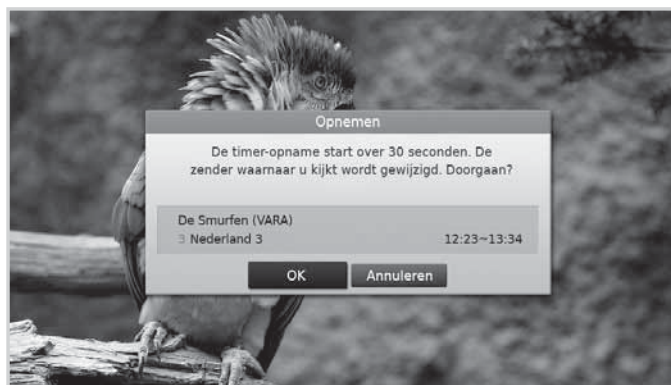 Opnemen
De timer-opname start over 30 seconden. De
zender waarnaar u kijkt wordt gewijzigd. Doorgaan?
De Smurfen (VARA)
3 Nederland 3 12:23~13:34
OK Annuleren